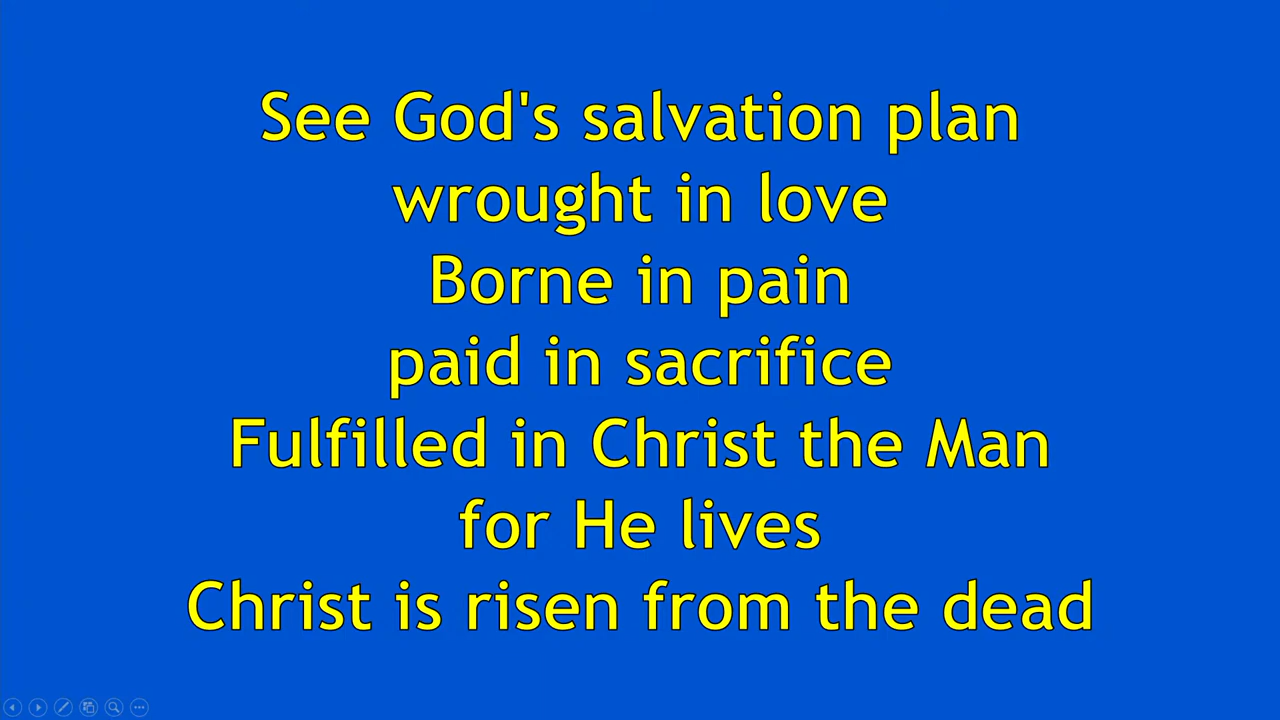 See God's salvation plan
wrought in love
Borne in pain
paid in sacrifice
Fulfilled in Christ the Man
for He lives
Christ is risen from the dead